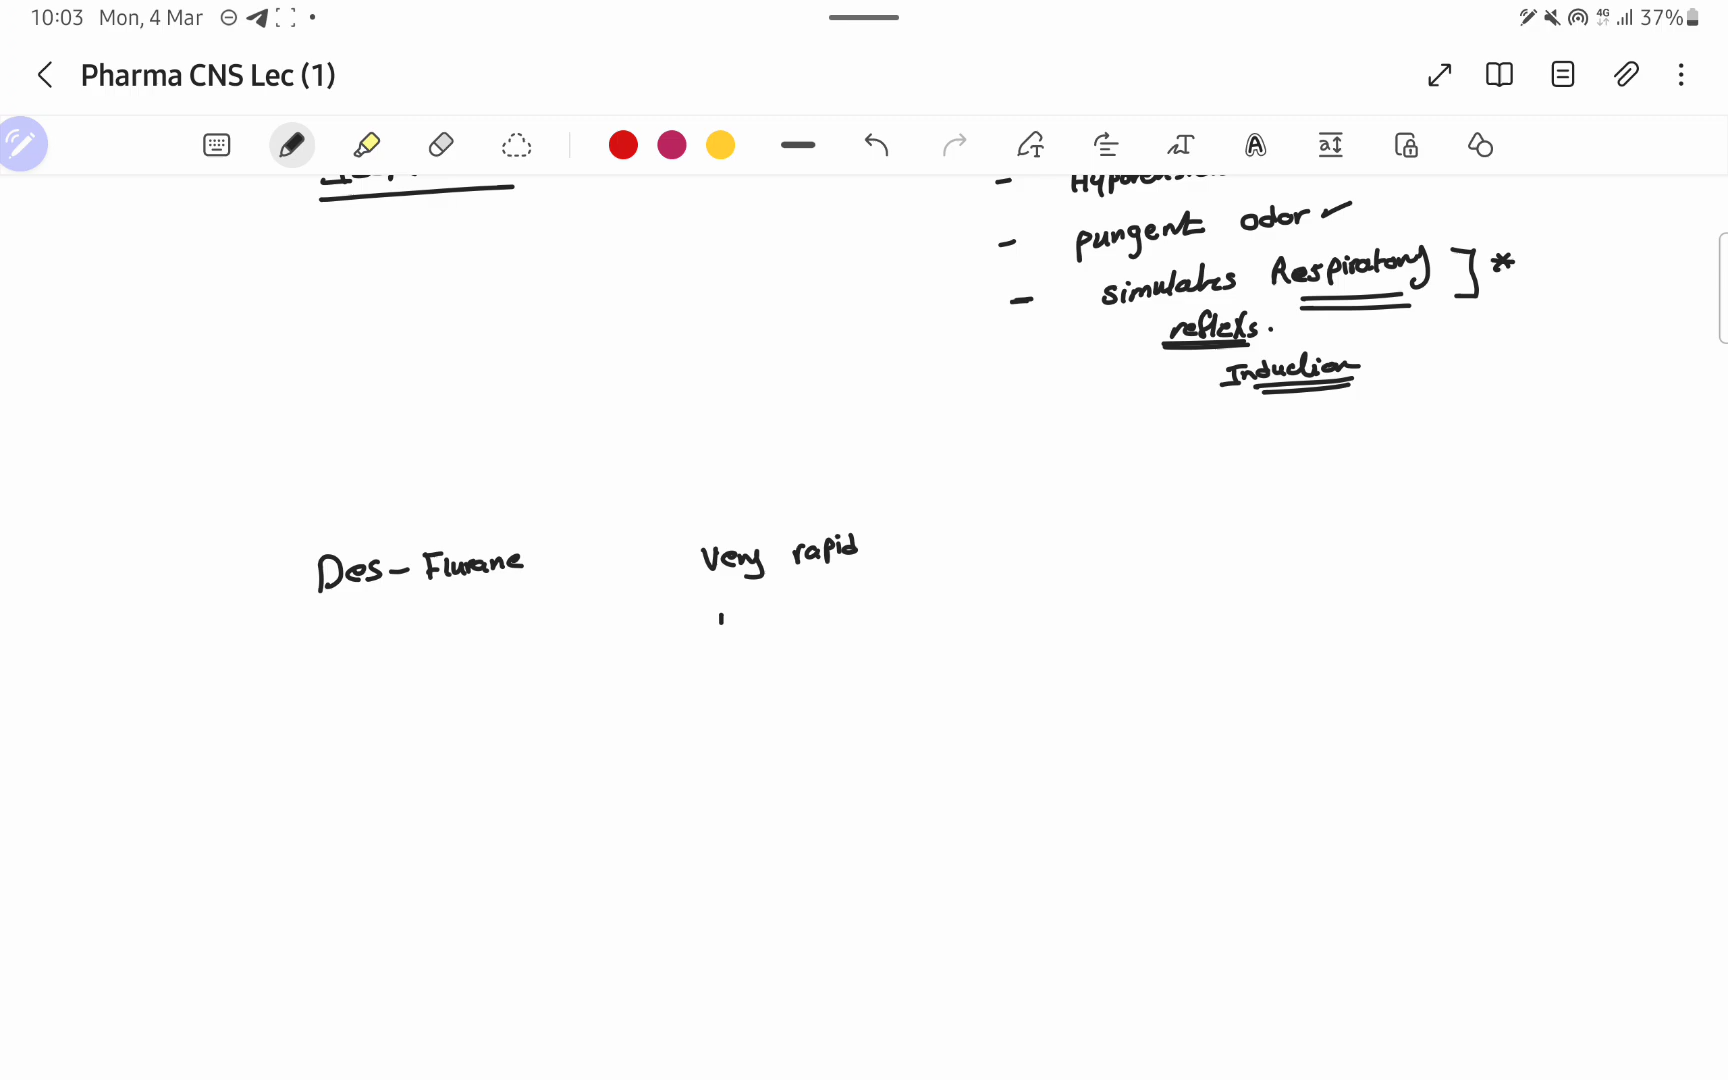 10:03 Mon, 4 Mar 4G 37%
Pharma CNS Lec (1)
- pungent odor
- simulates Respiratory ] *
reflexs.
Induction
Des - Flurane Very rapid